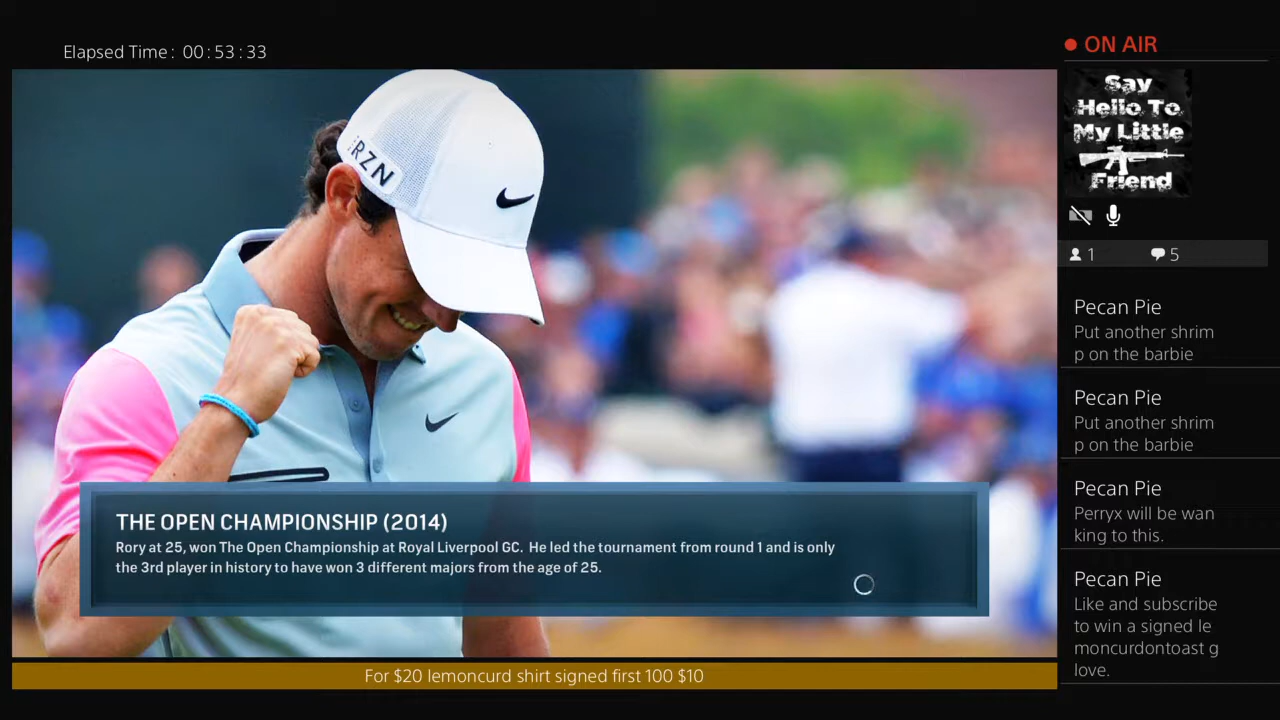 Elapsed Time: 00:53:33
ON AIR
Say
Hello To
My Little
Friend
1
5
RZN
Pecan Pie
Put another shrim
p on the barbie
Pecan Pie
Put another shrim
p on the barbie
Pecan Pie
Perryx will be wan
king to this.
Pecan Pie
Like and subscribe
to win a signed le
moncurdontoast g
love.
THE OPEN CHAMPIONSHIP (2014)
Rory at 25, won The Open Championship at Royal Liverpool GC. He led the tournament from round 1 and is only
the 3rd player in history to have won 3 different majors from the age of 25.
For $20 lemoncurd shirt signed first 100 $10